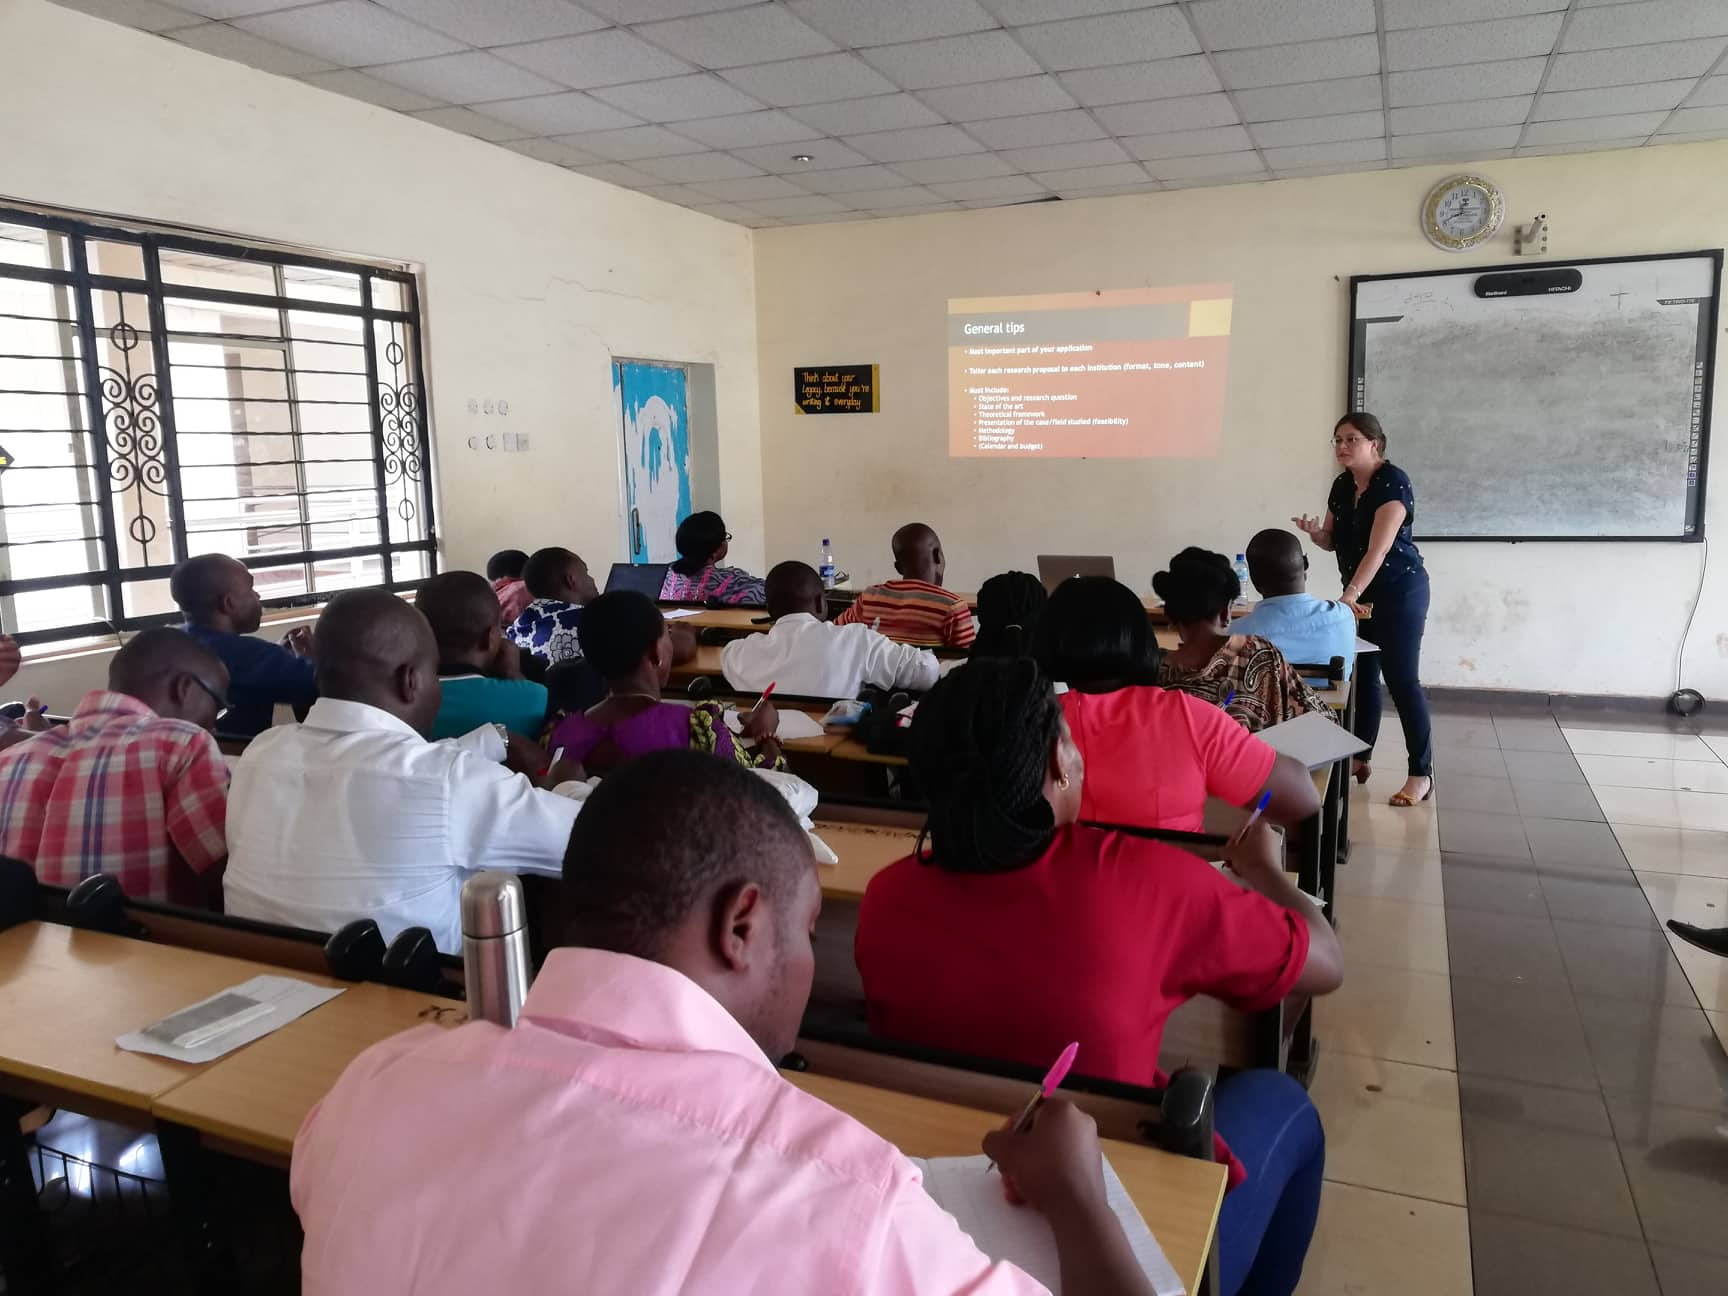 General tips
• Most important part of your application
• Tailor each research proposal to each institution (format, tone, content)
• Must include:
• Objectives and research question
• State of the art
• Theoretical framework
• Presentation of the case/field studied (feasibility)
• Methodology
• Bibliography
• (Calendar and budget)
Think about your
Legacy, because you're
writing it everyday
StarBoard HITACHI
12